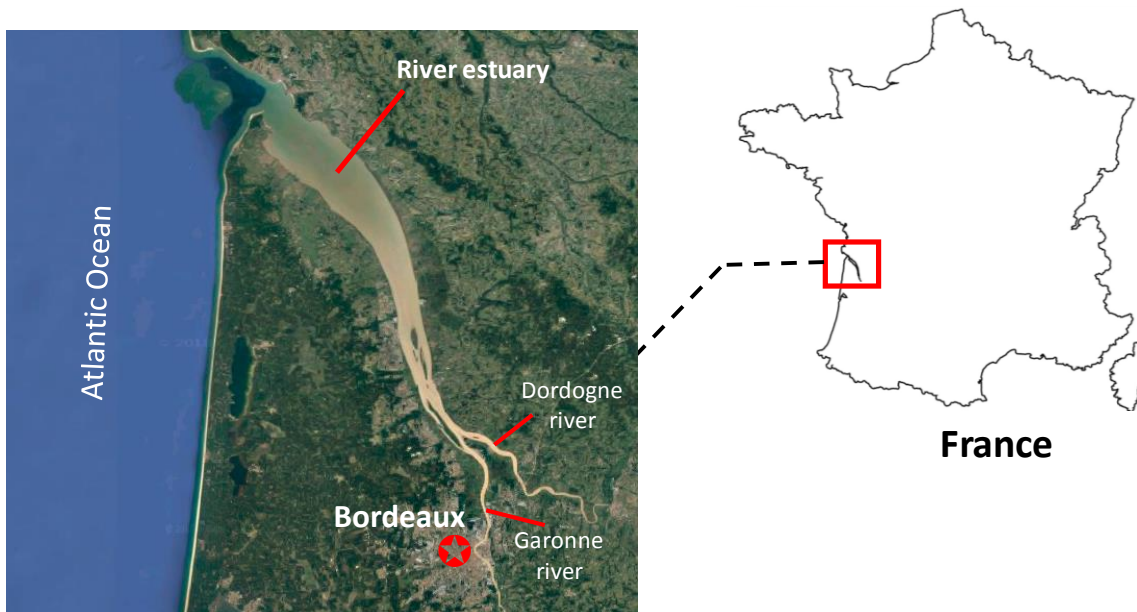 River estuary
Atlantic Ocean
Dordogne
river
Bordeaux
Garonne
river
France